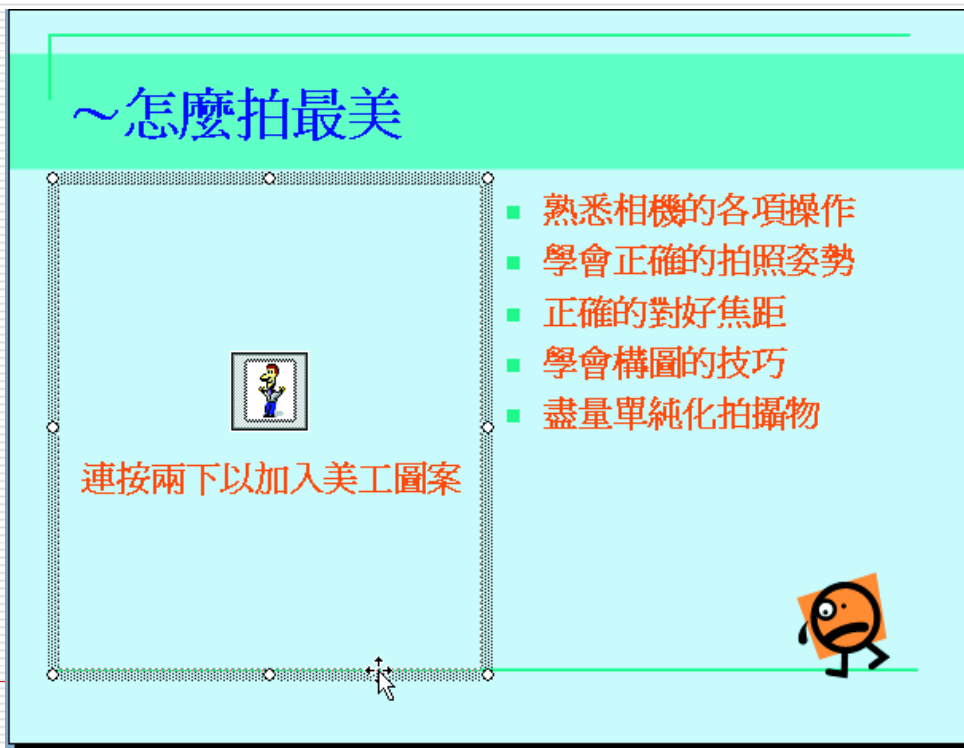 ～怎麼拍最美
熟悉相機的各項操作
學會正確的拍照姿勢
正確的對好焦距
學會構圖的技巧
盡量單純化拍攝物
連按兩下以加入美工圖案